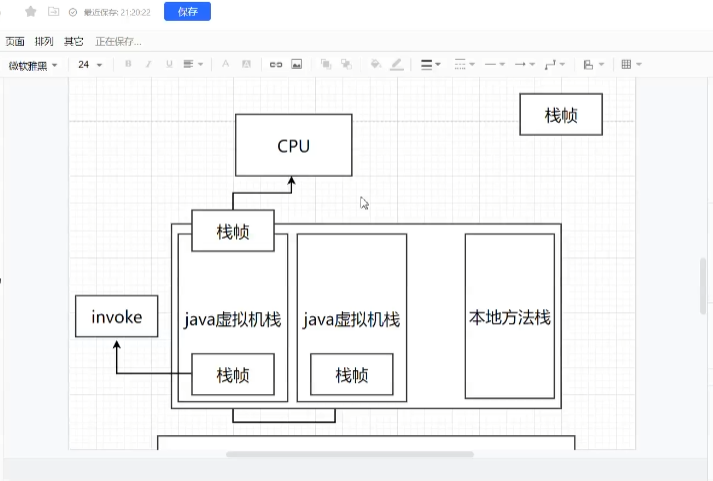 最近保存: 21:20:22
保存
页面 排列 其它 正在保存...
微软雅黑 24 B I U A
栈帧
CPU
栈帧
invoke
java虚拟机栈 java虚拟机栈 本地方法栈
栈帧 栈帧